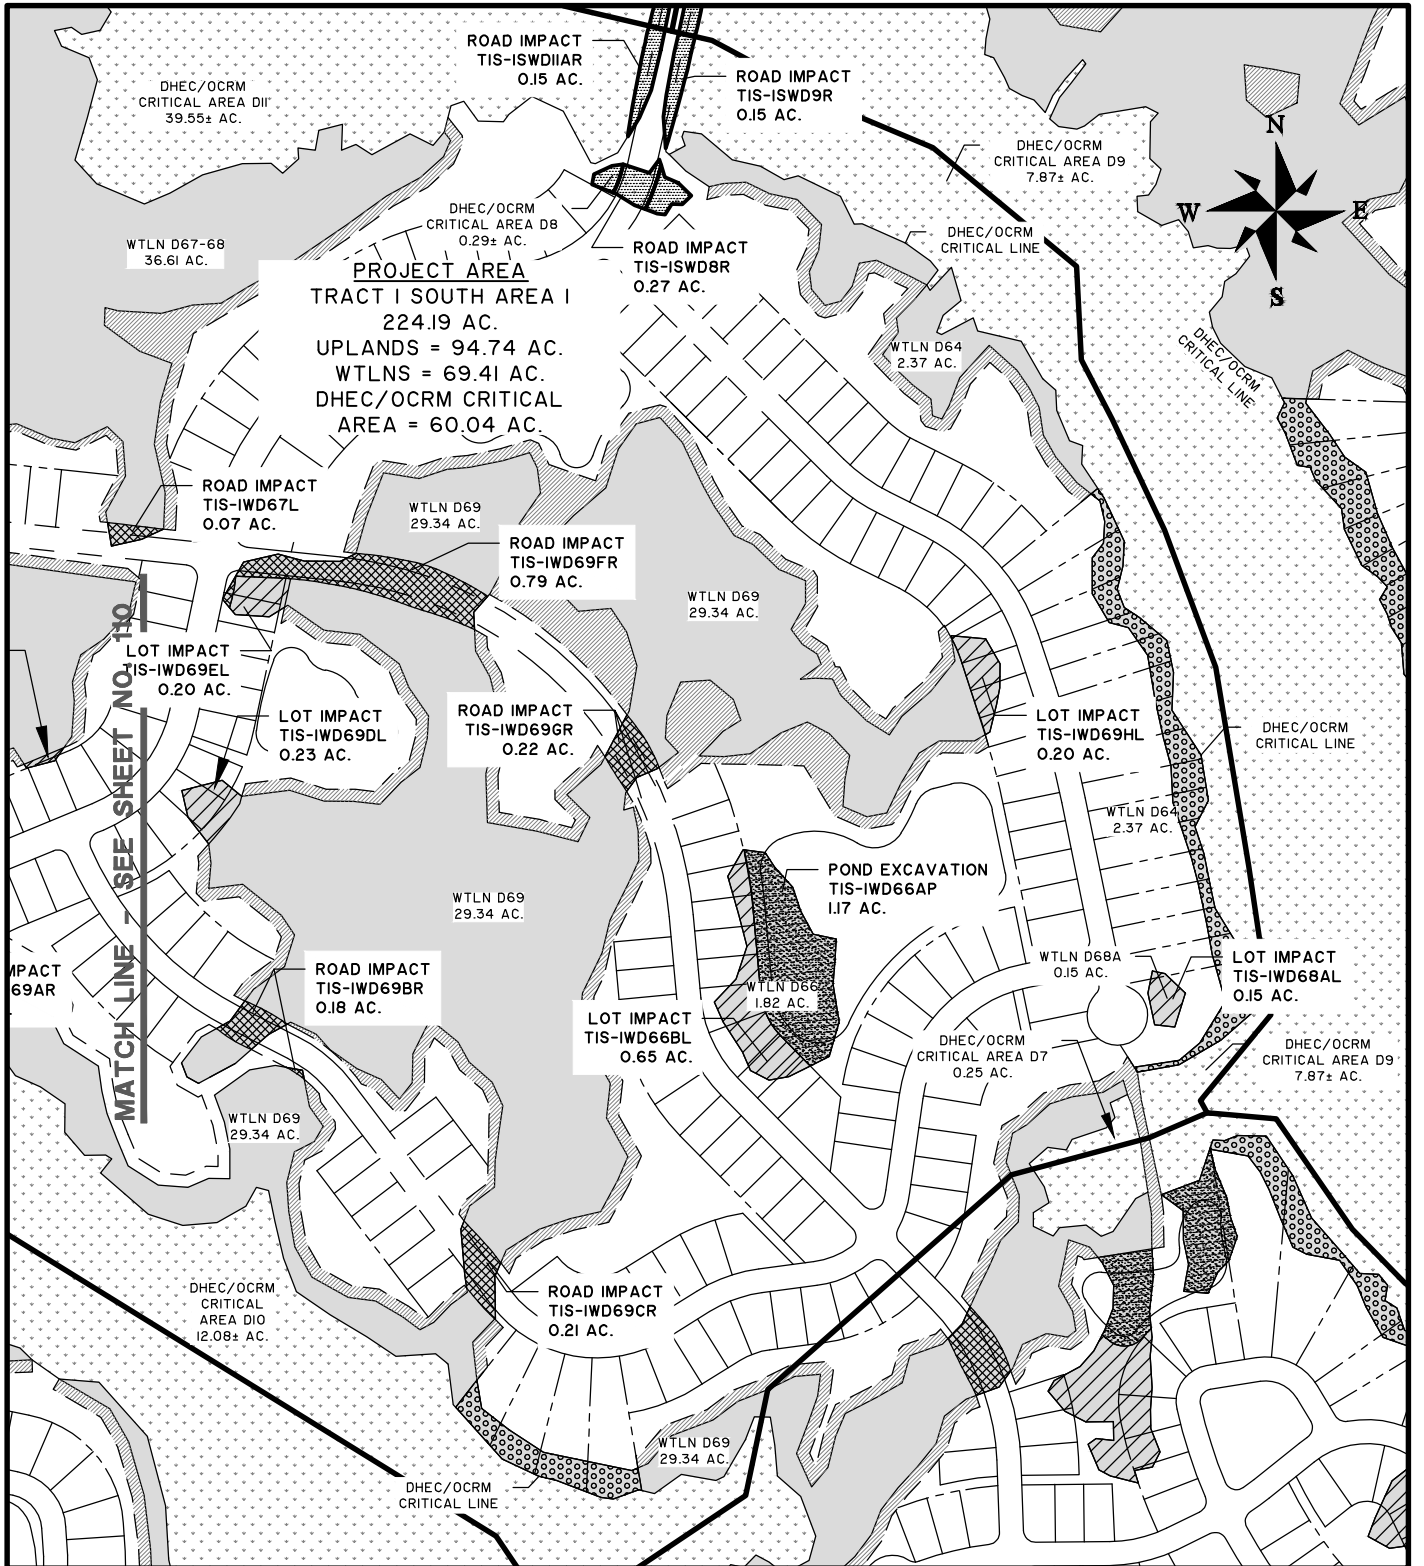 ROAD IMPACT
TIS-ISWD11AR
0.15 AC.
ROAD IMPACT
TIS-ISWD9R
0.15 AC.
DHEC/OCRM
CRITICAL AREA D11
39.55± AC.
DHEC/OCRM
CRITICAL AREA D9
7.87± AC.
N
W
E
S
DHEC/OCRM
CRITICAL AREA D8
0.29± AC.
DHEC/OCRM
CRITICAL LINE
WTLN D67-68
36.61 AC.
ROAD IMPACT
TIS-ISWD8R
0.27 AC.
PROJECT AREA
TRACT 1 SOUTH AREA 1
224.19 AC.
UPLANDS = 94.74 AC.
WTLNS = 69.41 AC.
DHEC/OCRM CRITICAL
AREA = 60.04 AC.
WTLN D64
2.37 AC.
DHEC/OCRM
CRITICAL LINE
ROAD IMPACT
TIS-IWD67L
0.07 AC.
WTLN D69
29.34 AC.
ROAD IMPACT
TIS-IWD69FR
0.79 AC.
WTLN D69
29.34 AC.
LOT IMPACT
TIS-IWD69EL
0.20 AC.
MATCH LINE - SEE SHEET NO. 110
LOT IMPACT
TIS-IWD69DL
0.23 AC.
ROAD IMPACT
TIS-IWD69GR
0.22 AC.
LOT IMPACT
TIS-IWD69HL
0.20 AC.
DHEC/OCRM
CRITICAL LINE
WTLN D64
2.37 AC.
POND EXCAVATION
TIS-IWD66AP
1.17 AC.
WTLN D69
29.34 AC.
MPACT
69AR
ROAD IMPACT
TIS-IWD69BR
0.18 AC.
WTLN D68A
0.15 AC.
LOT IMPACT
TIS-IWD68AL
0.15 AC.
WTLN D66
1.82 AC.
LOT IMPACT
TIS-IWD66BL
0.65 AC.
DHEC/OCRM
CRITICAL AREA D7
0.25 AC.
DHEC/OCRM
CRITICAL AREA D9
7.87± AC.
WTLN D69
29.34 AC.
DHEC/OCRM
CRITICAL
AREA D10
12.08± AC.
ROAD IMPACT
TIS-IWD69CR
0.21 AC.
WTLN D69
29.34 AC.
DHEC/OCRM
CRITICAL LINE